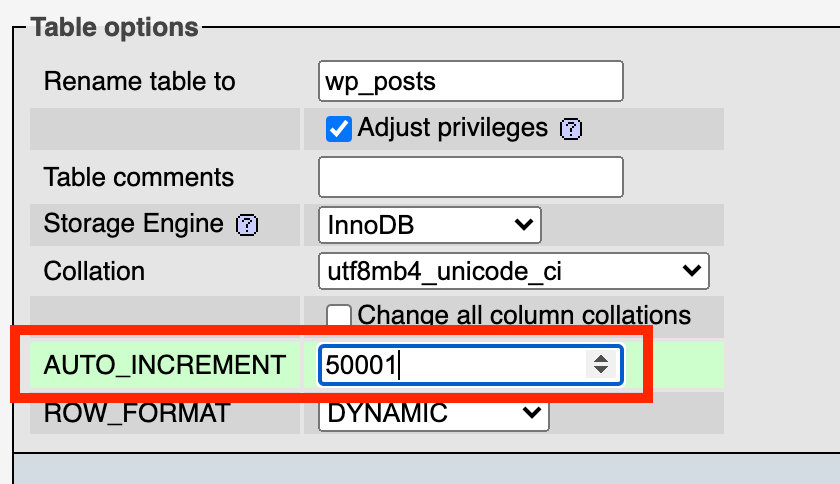 Table options
Rename table to wp_posts
Adjust privileges ?
Table comments
Storage Engine ? InnoDB
Collation utf8mb4_unicode_ci
Change all column collations
AUTO_INCREMENT 50001
ROW_FORMAT DYNAMIC